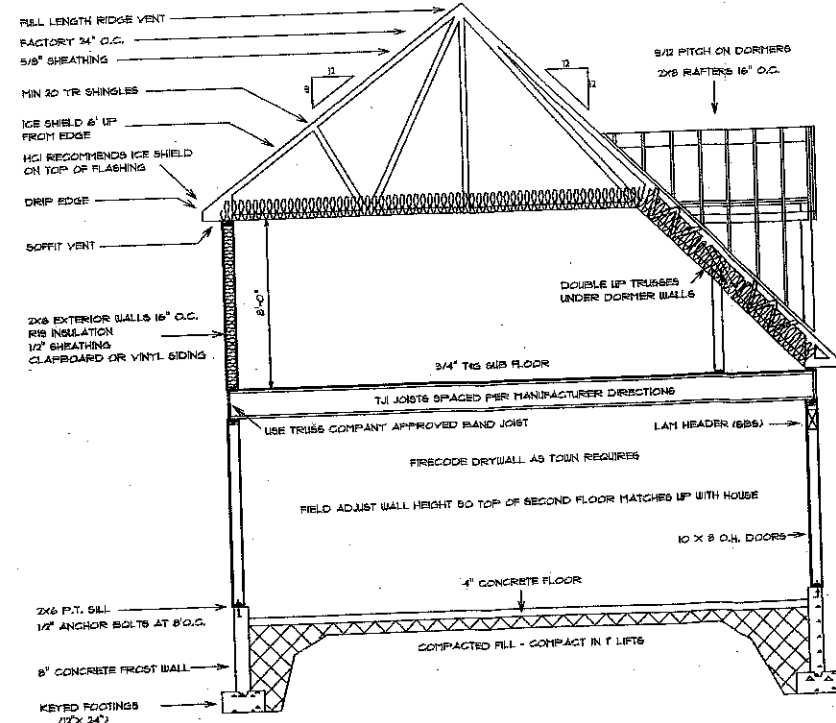 FULL LENGTH RIDGE VENT
FACTORY 24" O.C.
5/8" SHEATHING
MIN 20 YR SHINGLES
ICE SHIELD 6' UP
FROM EDGE
HCI RECOMMENDS ICE SHIELD
ON TOP OF FLASHING
DRIP EDGE
SOFFIT VENT
12
12
12
9/12 PITCH ON DORMERS
2X8 RAFTERS 16" O.C.
8'-0"
DOUBLE UP TRUSSES
UNDER DORMER WALLS
2X6 EXTERIOR WALLS 16" O.C.
R19 INSULATION
1/2" SHEATHING
CLAPBOARD OR VINYL SIDING
3/4" T&G SUB FLOOR
TJI JOISTS SPACED PER MANUFACTURER DIRECTIONS
USE TRUSS COMPANY APPROVED BAND JOIST
LAM HEADER (SBS)
FIRECODE DRYWALL AS TOWN REQUIRES
FIELD ADJUST WALL HEIGHT SO TOP OF SECOND FLOOR MATCHES UP WITH HOUSE
10 X 8 O.H. DOORS
4" CONCRETE FLOOR
2X6 P.T. SILL
1/2" ANCHOR BOLTS AT 8'O.C.
COMPACTED FILL - COMPACT IN 1' LIFTS
8" CONCRETE FROST WALL
KEYED FOOTINGS
(12"X 24")